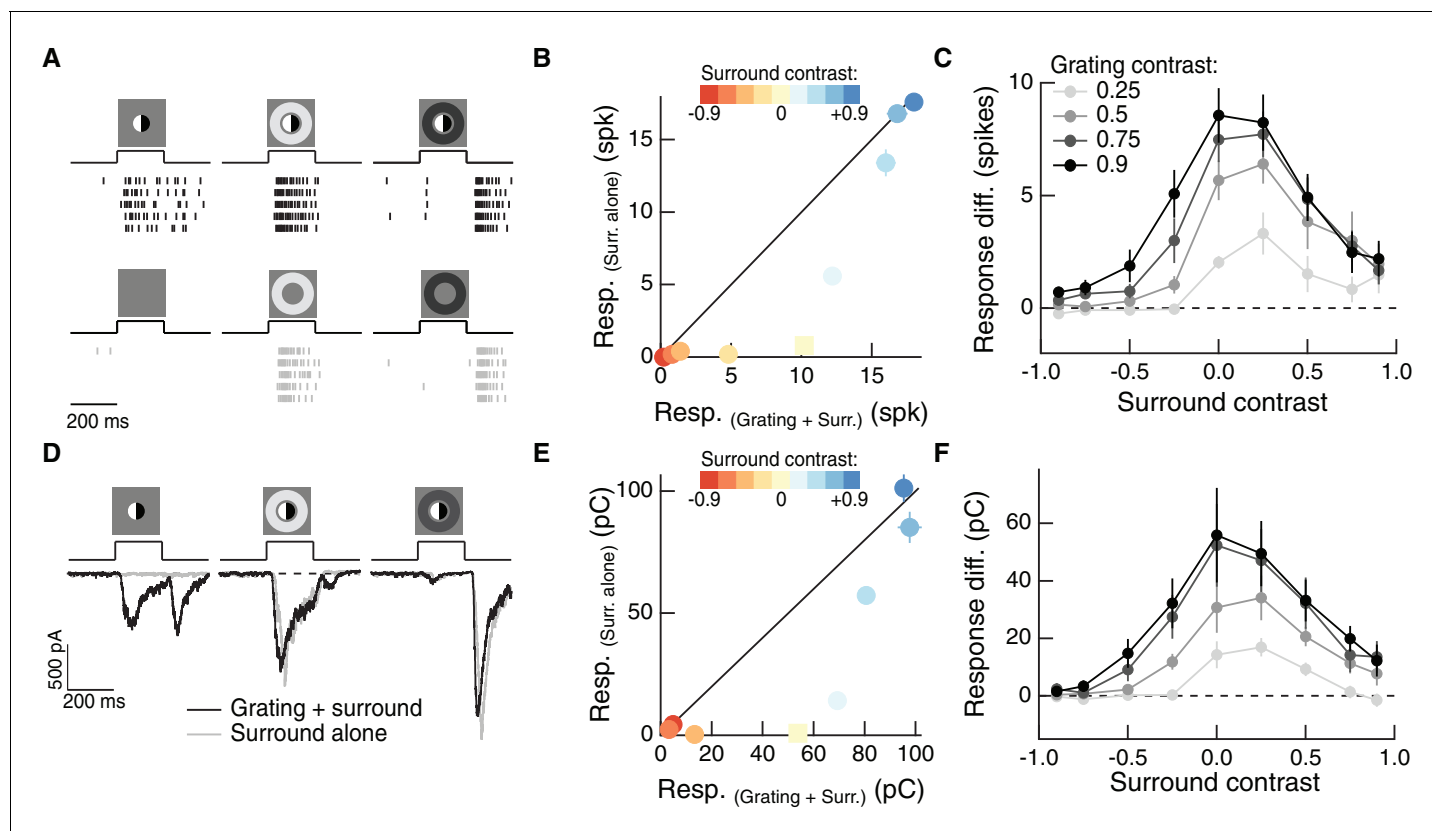 A
200 ms
B
Surround contrast:
-0.9 0 +0.9
Resp. (Surr. alone) (spk)
15
10
5
0
0 5 10 15
Resp. (Grating + Surr.) (spk)
C
Grating contrast:
0.25
0.5
0.75
0.9
Response diff. (spikes)
10
5
0
-1.0 -0.5 0.0 0.5 1.0
Surround contrast
D
500 pA
200 ms
Grating + surround
Surround alone
E
Surround contrast:
-0.9 0 +0.9
Resp. (Surr. alone) (pC)
100
50
0
0 20 40 60 80 100
Resp. (Grating + Surr.) (pC)
F
Response diff. (pC)
60
40
20
0
-1.0 -0.5 0.0 0.5 1.0
Surround contrast